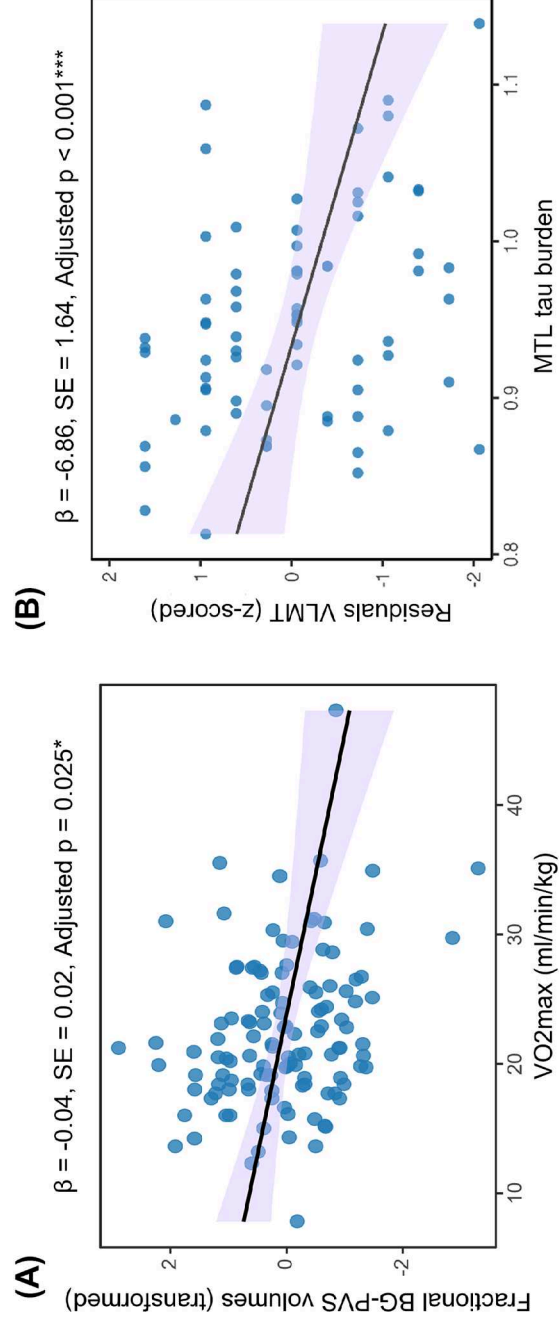 (A)
β = -0.04, SE = 0.02, Adjusted p = 0.025*
Fractional BG-PVS volumes (transformed)
2
0
-2
10
20
30
40
VO2max (ml/min/kg)
(B)
β = -6.86, SE = 1.64, Adjusted p < 0.001***
Residuals VLMT (z-scored)
2
1
0
-1
-2
0.8
0.9
1.0
1.1
MTL tau burden